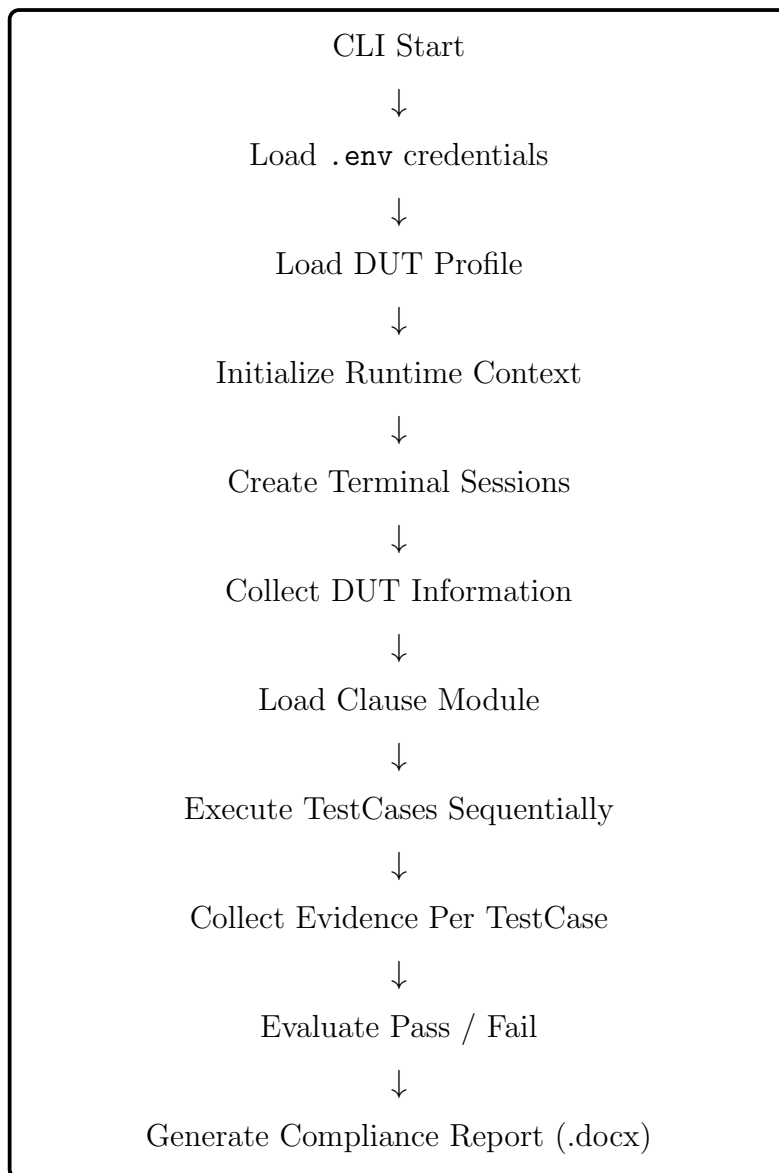 CLI Start
↓
Load .env credentials
↓
Load DUT Profile
↓
Initialize Runtime Context
↓
Create Terminal Sessions
↓
Collect DUT Information
↓
Load Clause Module
↓
Execute TestCases Sequentially
↓
Collect Evidence Per TestCase
↓
Evaluate Pass / Fail
↓
Generate Compliance Report (.docx)